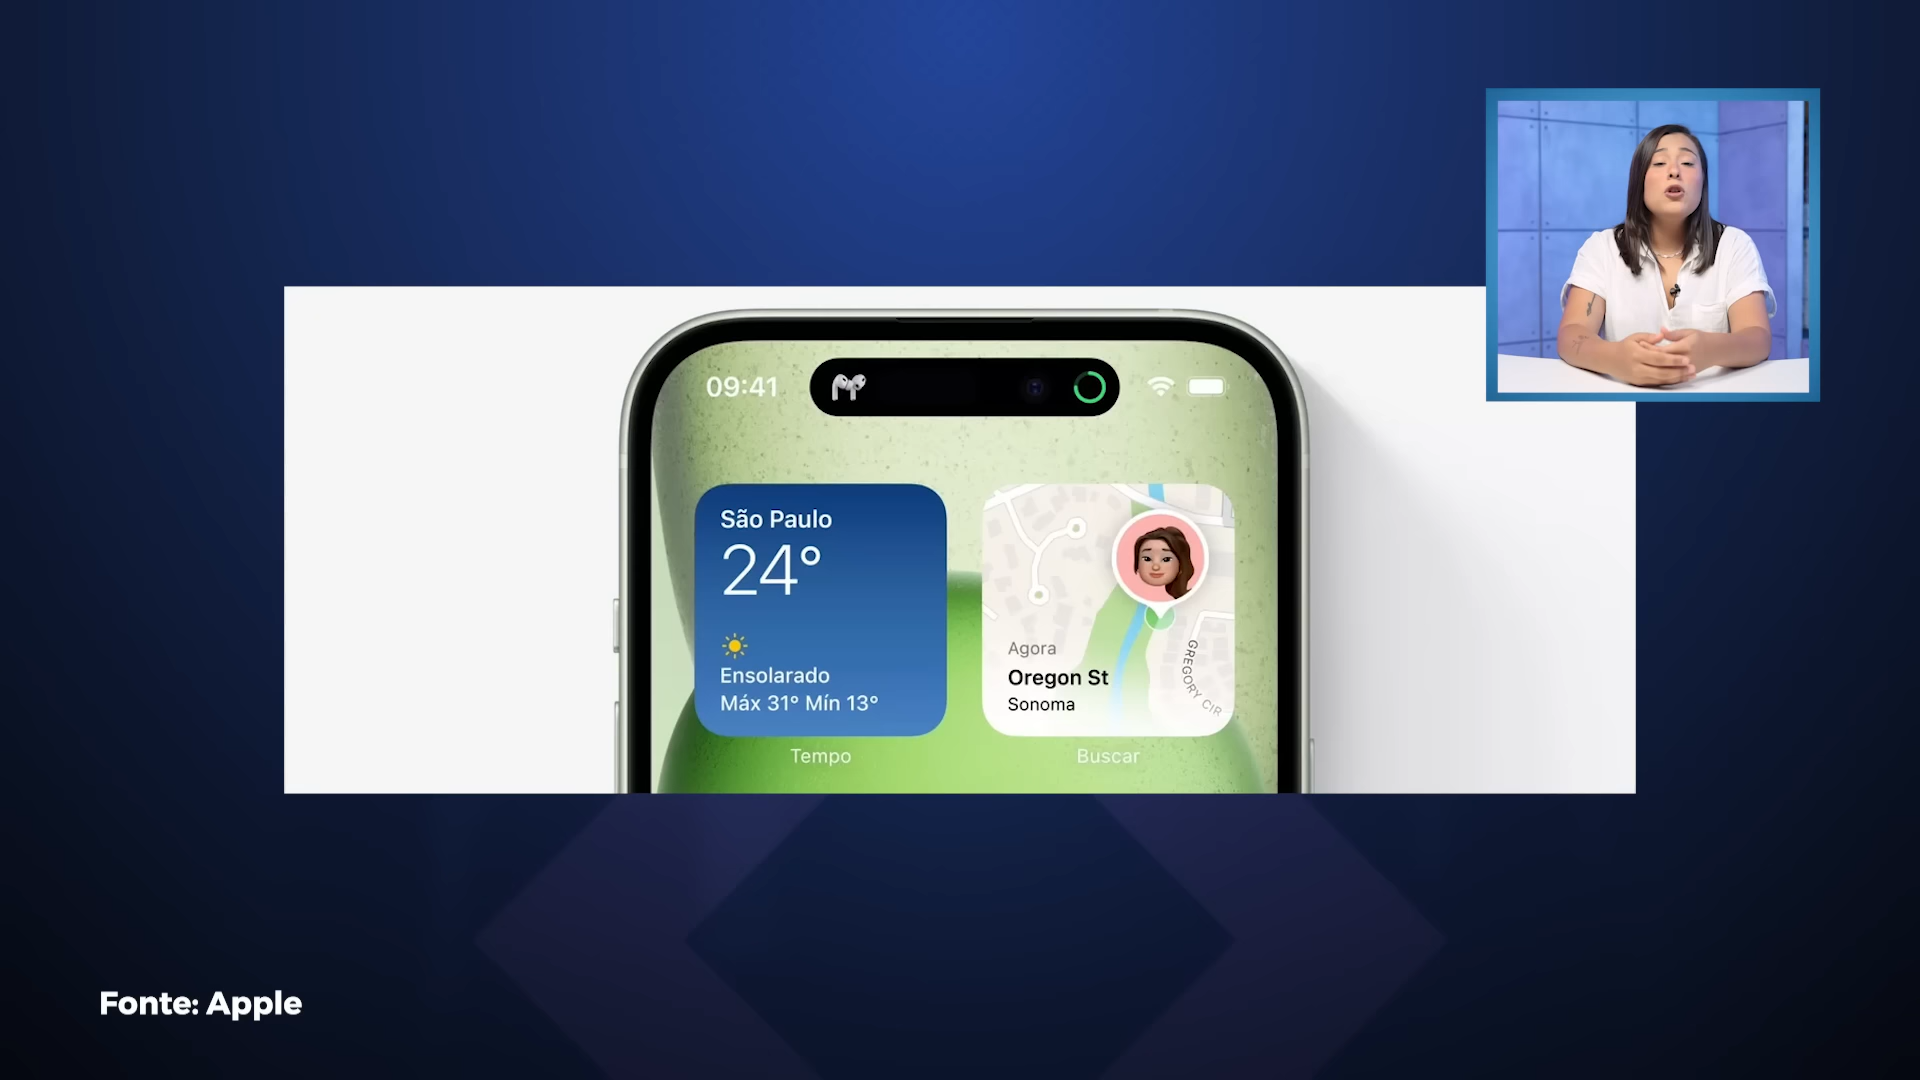 09:41
São Paulo
24°
Ensolarado
Máx 31° Mín 13°
Tempo
Agora
Oregon St
Sonoma
GREGORY CIR
Buscar
Fonte: Apple